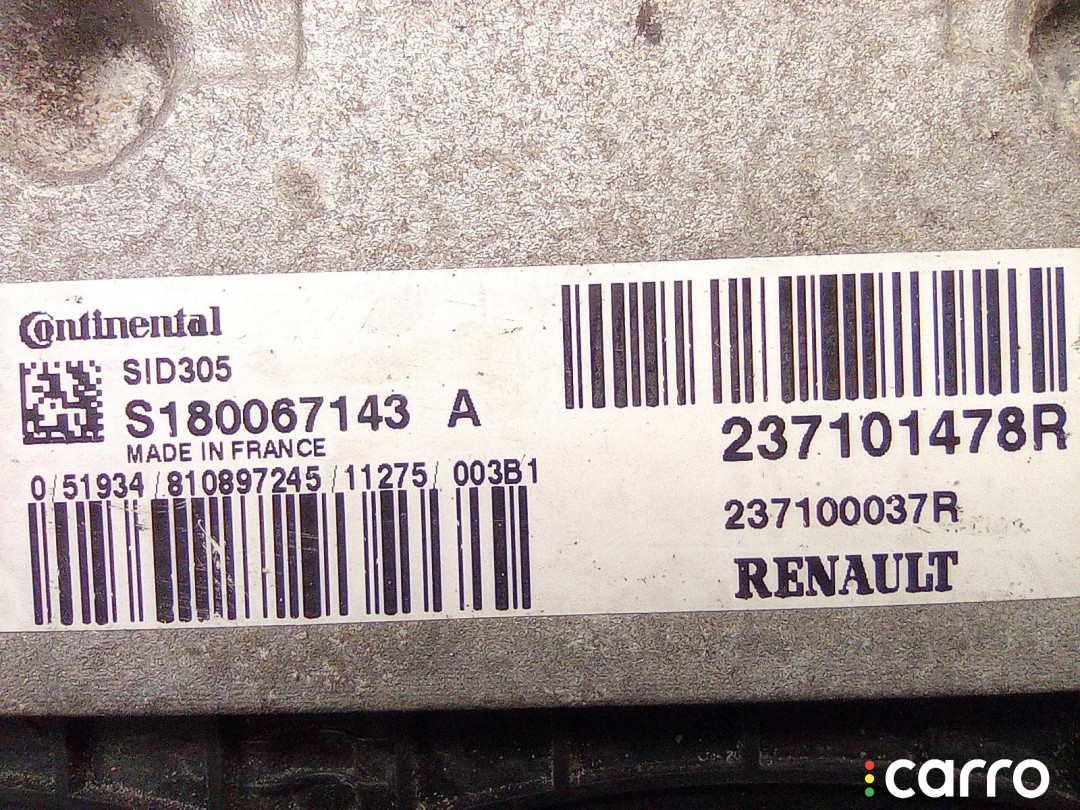 Continental
SID305
S180067143 A
MADE IN FRANCE
0/51934/810897245/11275/003B1
237101478R
237100037R
RENAULT
carro